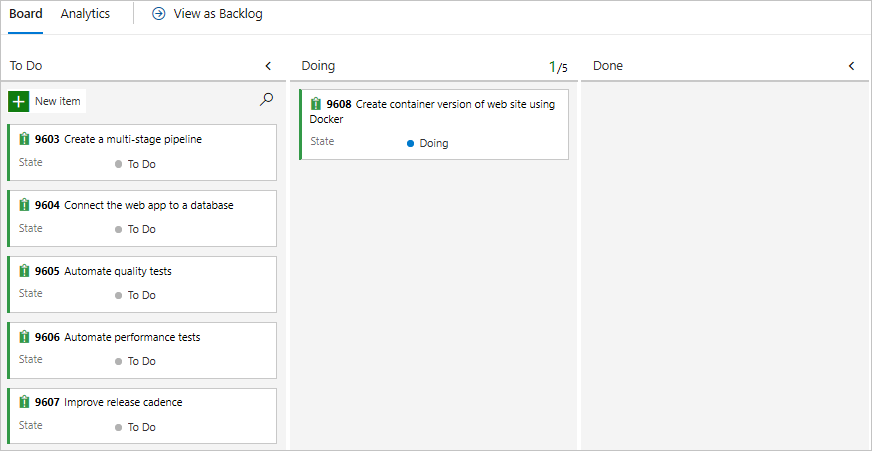 Board Analytics View as Backlog
To Do
New item
9603 Create a multi-stage pipeline
State To Do
9604 Connect the web app to a database
State To Do
9605 Automate quality tests
State To Do
9606 Automate performance tests
State To Do
9607 Improve release cadence
State To Do
Doing 1/5
9608 Create container version of web site using
Docker
State Doing
Done